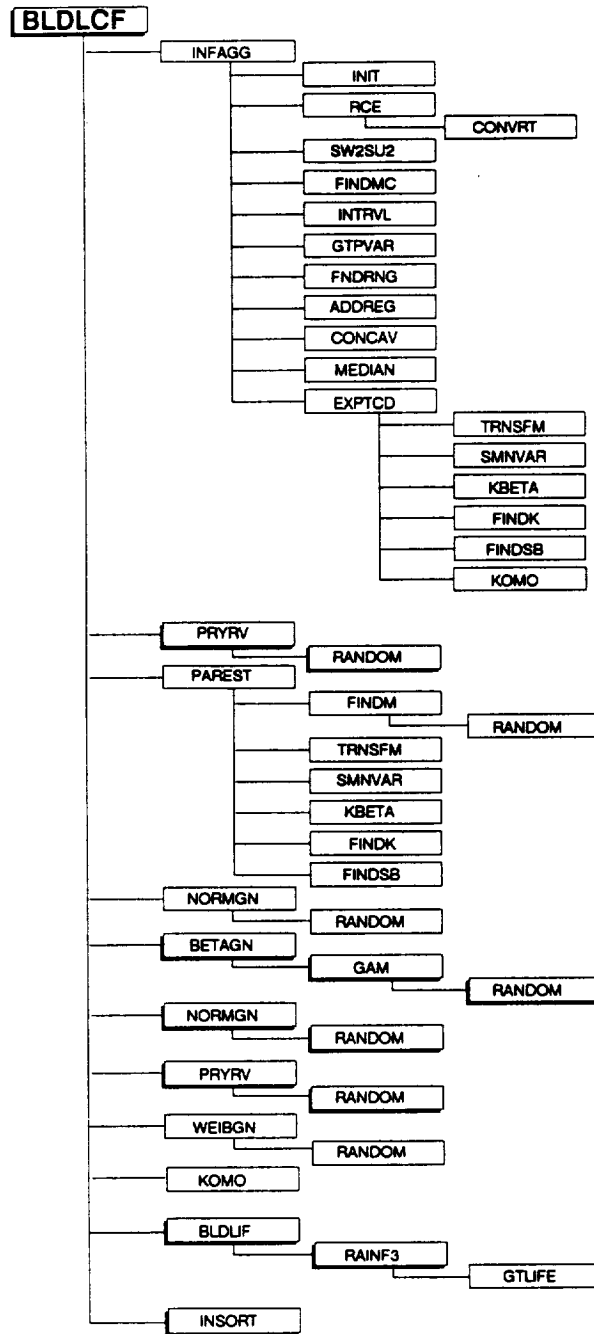 BLDLCF
INFAGG
INIT
RCE
CONVRT
SW2SU2
FINDMC
INTRVL
GTPVAR
FNDRNG
ADDREG
CONCAV
MEDIAN
EXPTCD
TRNSFM
SMNVAR
KBETA
FINDK
FINDSB
KOMO
PRYRV
RANDOM
PAREST
FINDM
RANDOM
TRNSFM
SMNVAR
KBETA
FINDK
FINDSB
NORMGN
RANDOM
BETAGN
GAM
RANDOM
NORMGN
RANDOM
PRYRV
RANDOM
WEIBGN
RANDOM
KOMO
BLDLIF
RAINF3
GTLIFE
INSORT